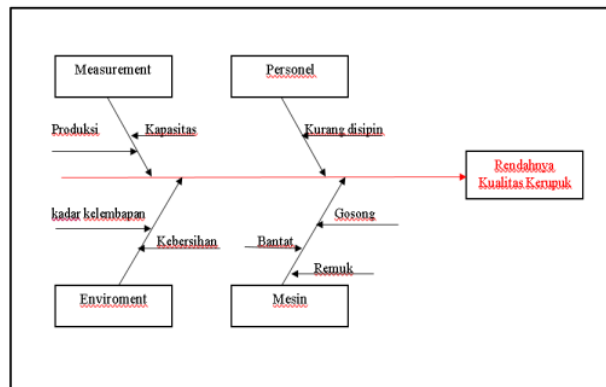 Measurement
Personel
Produksi
Kapasitas
Kurang disipin
Rendahnya
Kualitas Kerupuk
kadar kelembapan
Kebersihan
Gosong
Bantat
Remuk
Enviroment
Mesin